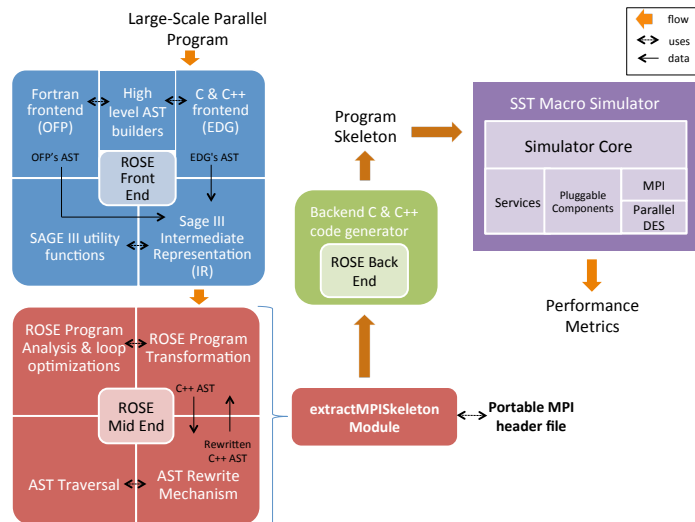 Large-Scale Parallel
Program
flow
uses
data
Fortran
frontend
(OFP)
High
level AST
builders
C & C++
frontend
(EDG)
OFP's AST
EDG's AST
ROSE
Front
End
SAGE III utility
functions
Sage III
Intermediate
Representation
(IR)
ROSE Program
Analysis & loop
optimizations
ROSE Program
Transformation
C++ AST
ROSE
Mid End
Rewritten
C++ AST
AST Traversal
AST Rewrite
Mechanism
Program
Skeleton
Backend C & C++
code generator
ROSE Back
End
extractMPISkeleton
Module
Portable MPI
header file
SST Macro Simulator
Simulator Core
Services
Pluggable
Components
MPI
Parallel
DES
Performance
Metrics